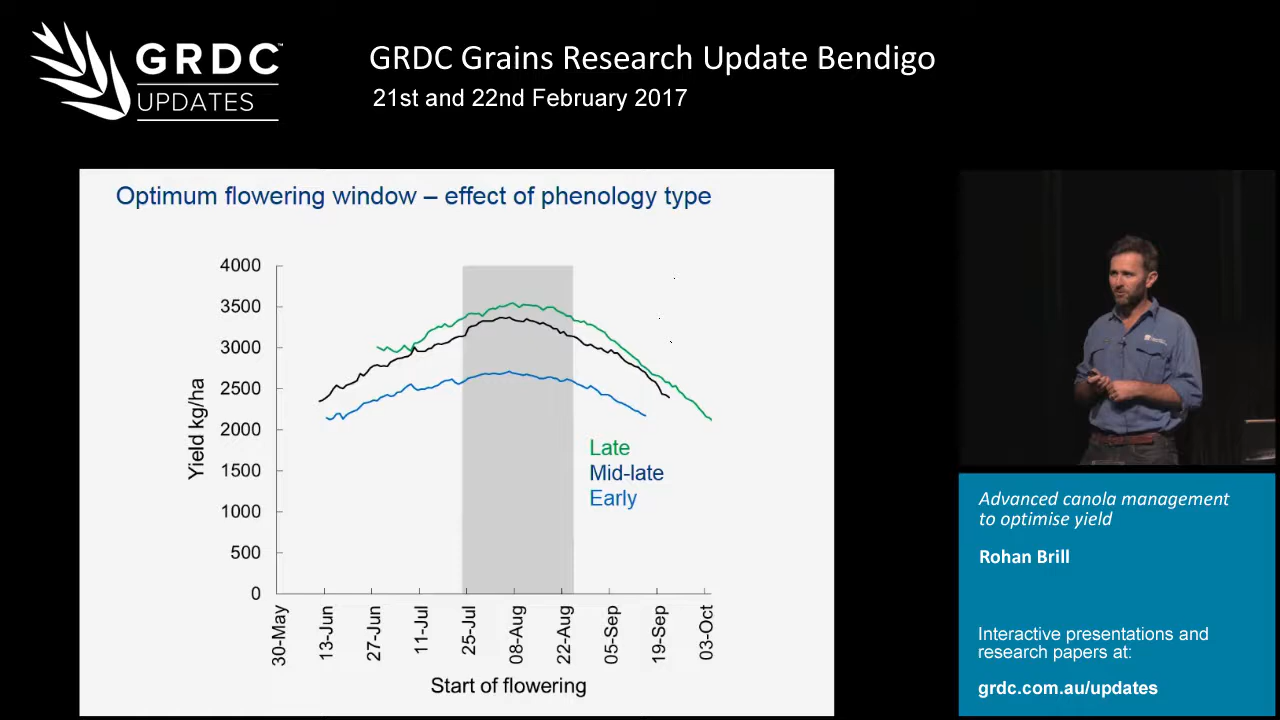 GRDC™
UPDATES
GRDC Grains Research Update Bendigo
21st and 22nd February 2017
Optimum flowering window – effect of phenology type
Yield kg/ha
4000
3500
3000
2500
2000
1500
1000
500
0
Late
Mid-late
Early
30-May
13-Jun
27-Jun
11-Jul
25-Jul
08-Aug
22-Aug
05-Sep
19-Sep
03-Oct
Start of flowering
Advanced canola management
to optimise yield
Rohan Brill
Interactive presentations and
research papers at:
grdc.com.au/updates